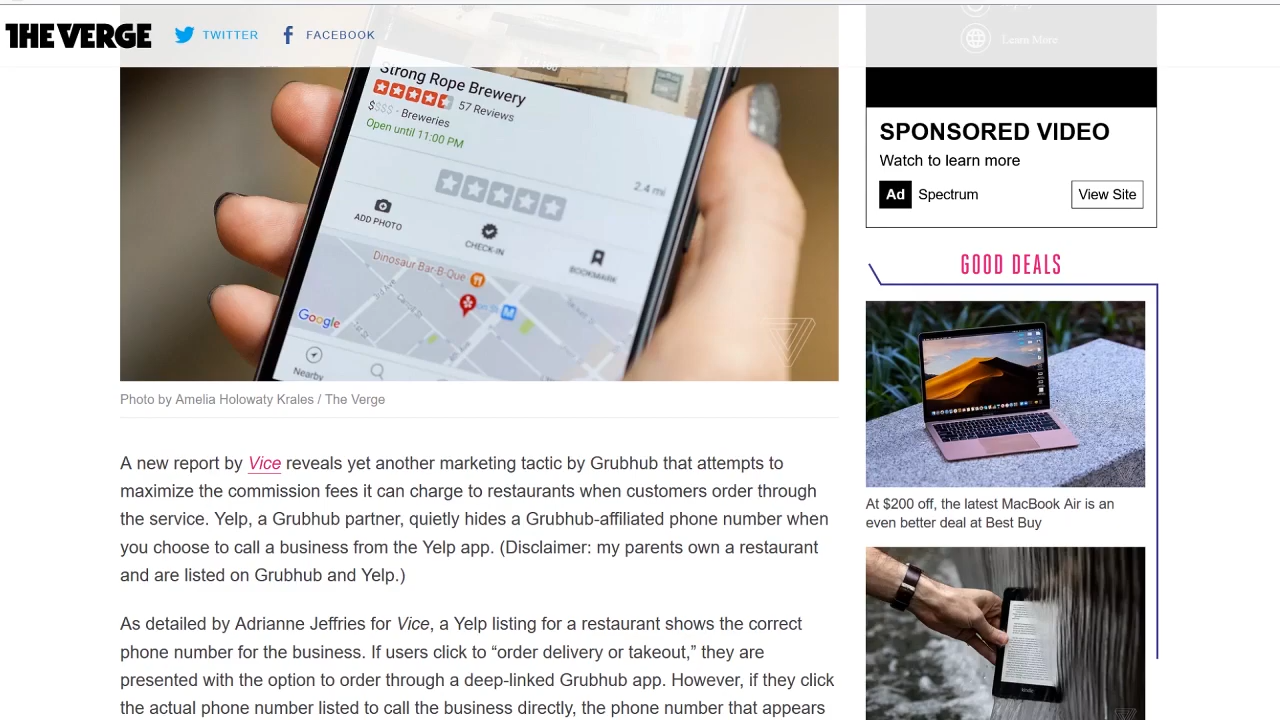 THE VERGE
TWITTER
FACEBOOK
Learn More
Strong Rope Brewery
57 Reviews
$$$$ · Breweries
Open until 11:00 PM
2.4 mi
ADD PHOTO
CHECK-IN
BOOKMARK
Dinosaur Bar-B-Que
Google
Nearby
Photo by Amelia Holowaty Krales / The Verge
A new report by Vice reveals yet another marketing tactic by Grubhub that attempts to
maximize the commission fees it can charge to restaurants when customers order through
the service. Yelp, a Grubhub partner, quietly hides a Grubhub-affiliated phone number when
you choose to call a business from the Yelp app. (Disclaimer: my parents own a restaurant
and are listed on Grubhub and Yelp.)
As detailed by Adrianne Jeffries for Vice, a Yelp listing for a restaurant shows the correct
phone number for the business. If users click to “order delivery or takeout,” they are
presented with the option to order through a deep-linked Grubhub app. However, if they click
the actual phone number listed to call the business directly, the phone number that appears
SPONSORED VIDEO
Watch to learn more
Ad Spectrum
View Site
GOOD DEALS
At $200 off, the latest MacBook Air is an
even better deal at Best Buy
kindle